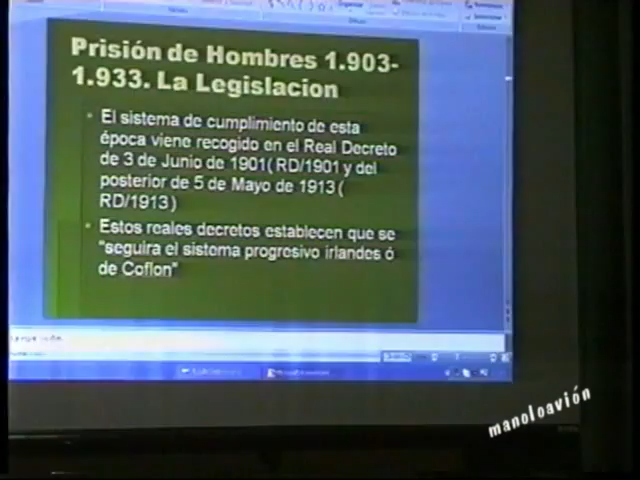 Prisión de Hombres 1.903-
1.933. La Legislacion
El sistema de cumplimiento de esta
época viene recogido en el Real Decreto
de 3 de Junio de 1901( RD/1901 y del
posterior de 5 de Mayo de 1913(
RD/1913)
Estos reales decretos establecen que se
"seguira el sistema progresivo irlandes ó
de Coflon"
manoloavión